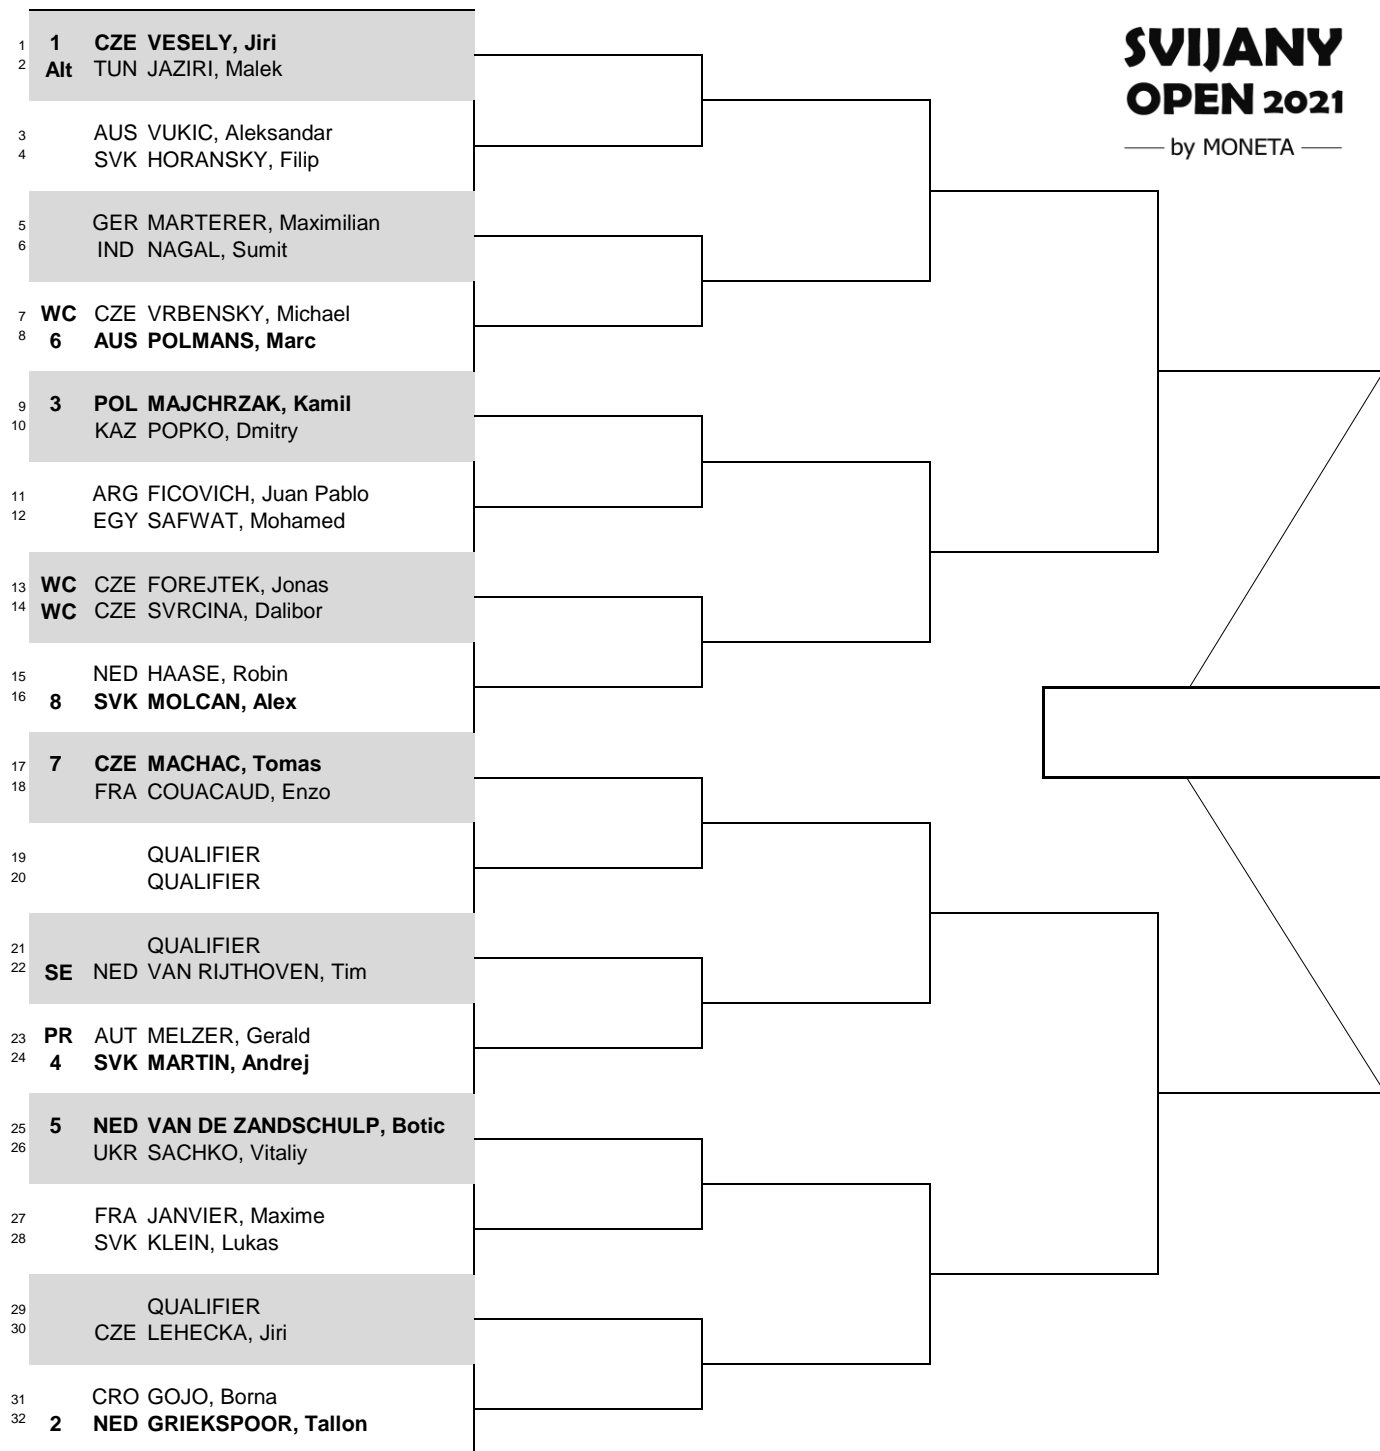 SVIJANY
OPEN 2021
by MONETA
1 1 CZE VESELY, Jiri
2 Alt TUN JAZIRI, Malek
3 AUS VUKIC, Aleksandar
4 SVK HORANSKY, Filip
5 GER MARTERER, Maximilian
6 IND NAGAL, Sumit
7 WC CZE VRBENSKY, Michael
8 6 AUS POLMANS, Marc
9 3 POL MAJCHRZAK, Kamil
10 KAZ POPKO, Dmitry
11 ARG FICOVICH, Juan Pablo
12 EGY SAFWAT, Mohamed
13 WC CZE FOREJTEK, Jonas
14 WC CZE SVRCINA, Dalibor
15 NED HAASE, Robin
16 8 SVK MOLCAN, Alex
17 7 CZE MACHAC, Tomas
18 FRA COUACAUD, Enzo
19 QUALIFIER
20 QUALIFIER
21 QUALIFIER
22 SE NED VAN RIJTHOVEN, Tim
23 PR AUT MELZER, Gerald
24 4 SVK MARTIN, Andrej
25 5 NED VAN DE ZANDSCHULP, Botic
26 UKR SACHKO, Vitaliy
27 FRA JANVIER, Maxime
28 SVK KLEIN, Lukas
29 QUALIFIER
30 CZE LEHECKA, Jiri
31 CRO GOJO, Borna
32 2 NED GRIEKSPOOR, Tallon